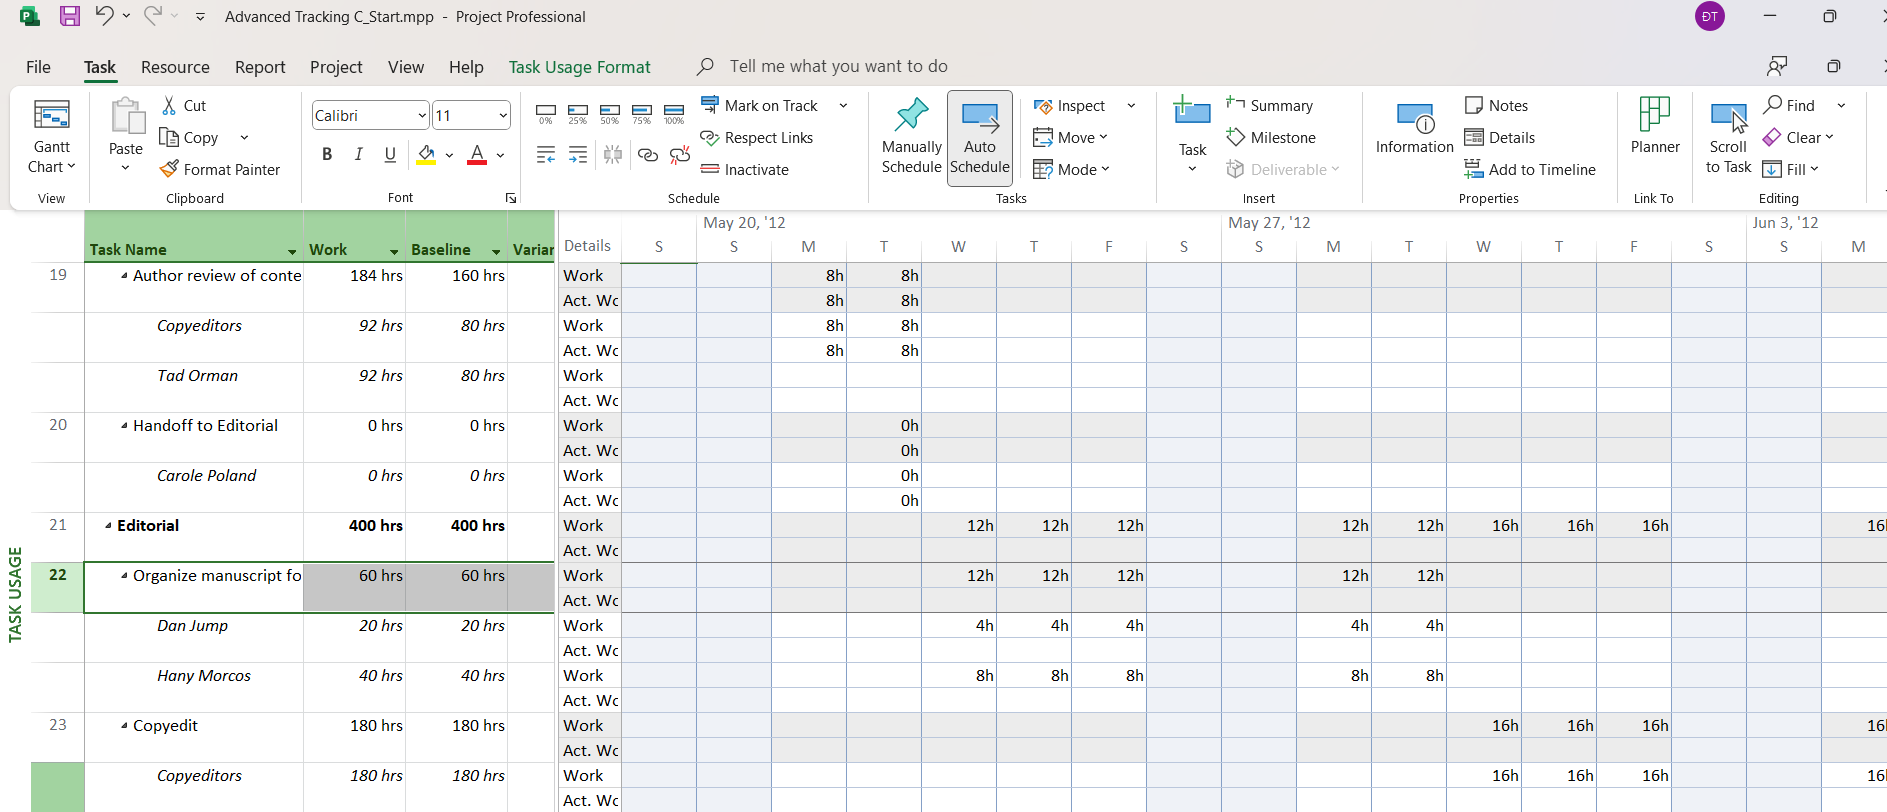 Advanced Tracking C_Start.mpp - Project Professional
ĐT
File Task Resource Report Project View Help Task Usage Format Tell me what you want to do
Gantt Chart
View
Paste
Cut
Copy
Format Painter
Clipboard
Calibri 11
B I U A
Font
0% 25% 50% 75% 100%
Mark on Track
Respect Links
Inactivate
Schedule
Manually Schedule
Auto Schedule
Inspect
Move
Mode
Tasks
Task
Summary
Milestone
Deliverable
Insert
Information
Notes
Details
Add to Timeline
Properties
Planner
Link To
Scroll to Task
Find
Clear
Fill
Editing
May 20, '12 May 27, '12 Jun 3, '12
Task Name Work Baseline Varian Details S S M T W T F S S M T W T F S S M
19 Author review of conte 184 hrs 160 hrs Work 8h 8h
Act. Wc 8h 8h
Copyeditors 92 hrs 80 hrs Work 8h 8h
Act. Wc 8h 8h
Tad Orman 92 hrs 80 hrs Work
Act. Wc
20 Handoff to Editorial 0 hrs 0 hrs Work 0h
Act. Wc 0h
Carole Poland 0 hrs 0 hrs Work 0h
Act. Wc 0h
21 Editorial 400 hrs 400 hrs Work 12h 12h 12h 12h 12h 16h 16h 16h 16h
Act. Wc
22 Organize manuscript fo 60 hrs 60 hrs Work 12h 12h 12h 12h 12h
Act. Wc
Dan Jump 20 hrs 20 hrs Work 4h 4h 4h 4h 4h
Act. Wc
Hany Morcos 40 hrs 40 hrs Work 8h 8h 8h 8h 8h
Act. Wc
23 Copyedit 180 hrs 180 hrs Work 16h 16h 16h 16h
Act. Wc
Copyeditors 180 hrs 180 hrs Work 16h 16h 16h 16h
Act. Wc
TASK USAGE